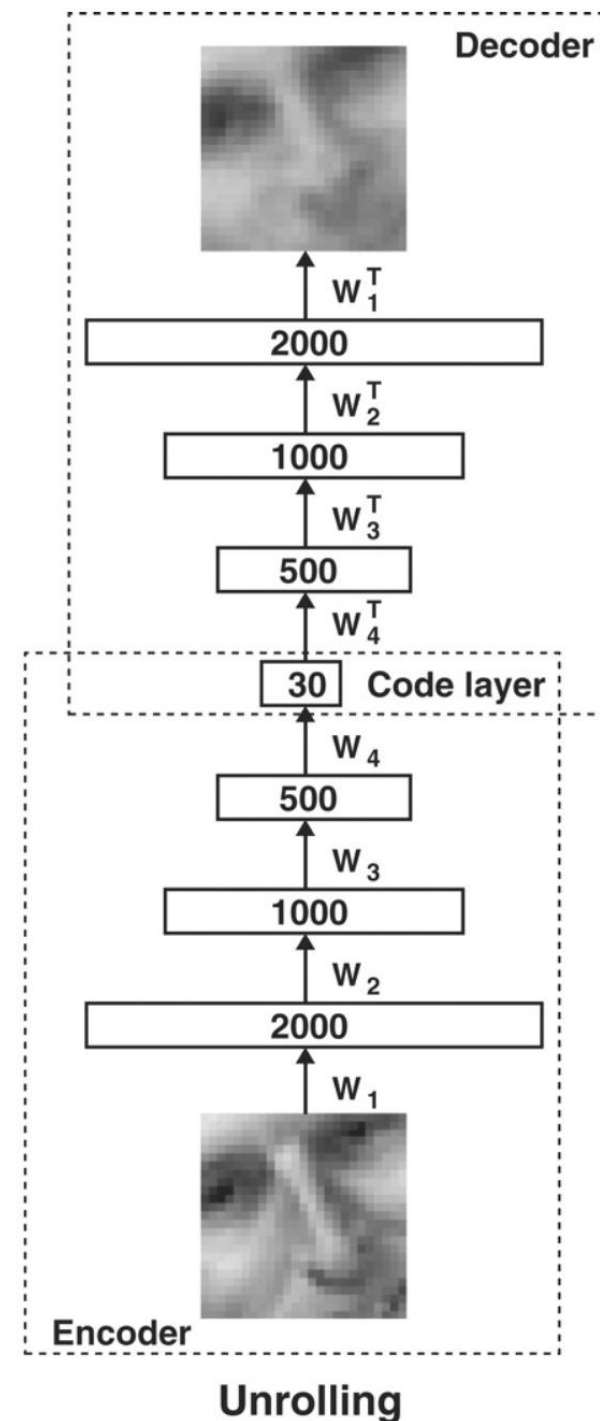 Decoder
W₁ᵀ
2000
W₂ᵀ
1000
W₃ᵀ
500
W₄ᵀ
30 Code layer
W₄
500
W₃
1000
W₂
2000
W₁
Encoder
Unrolling